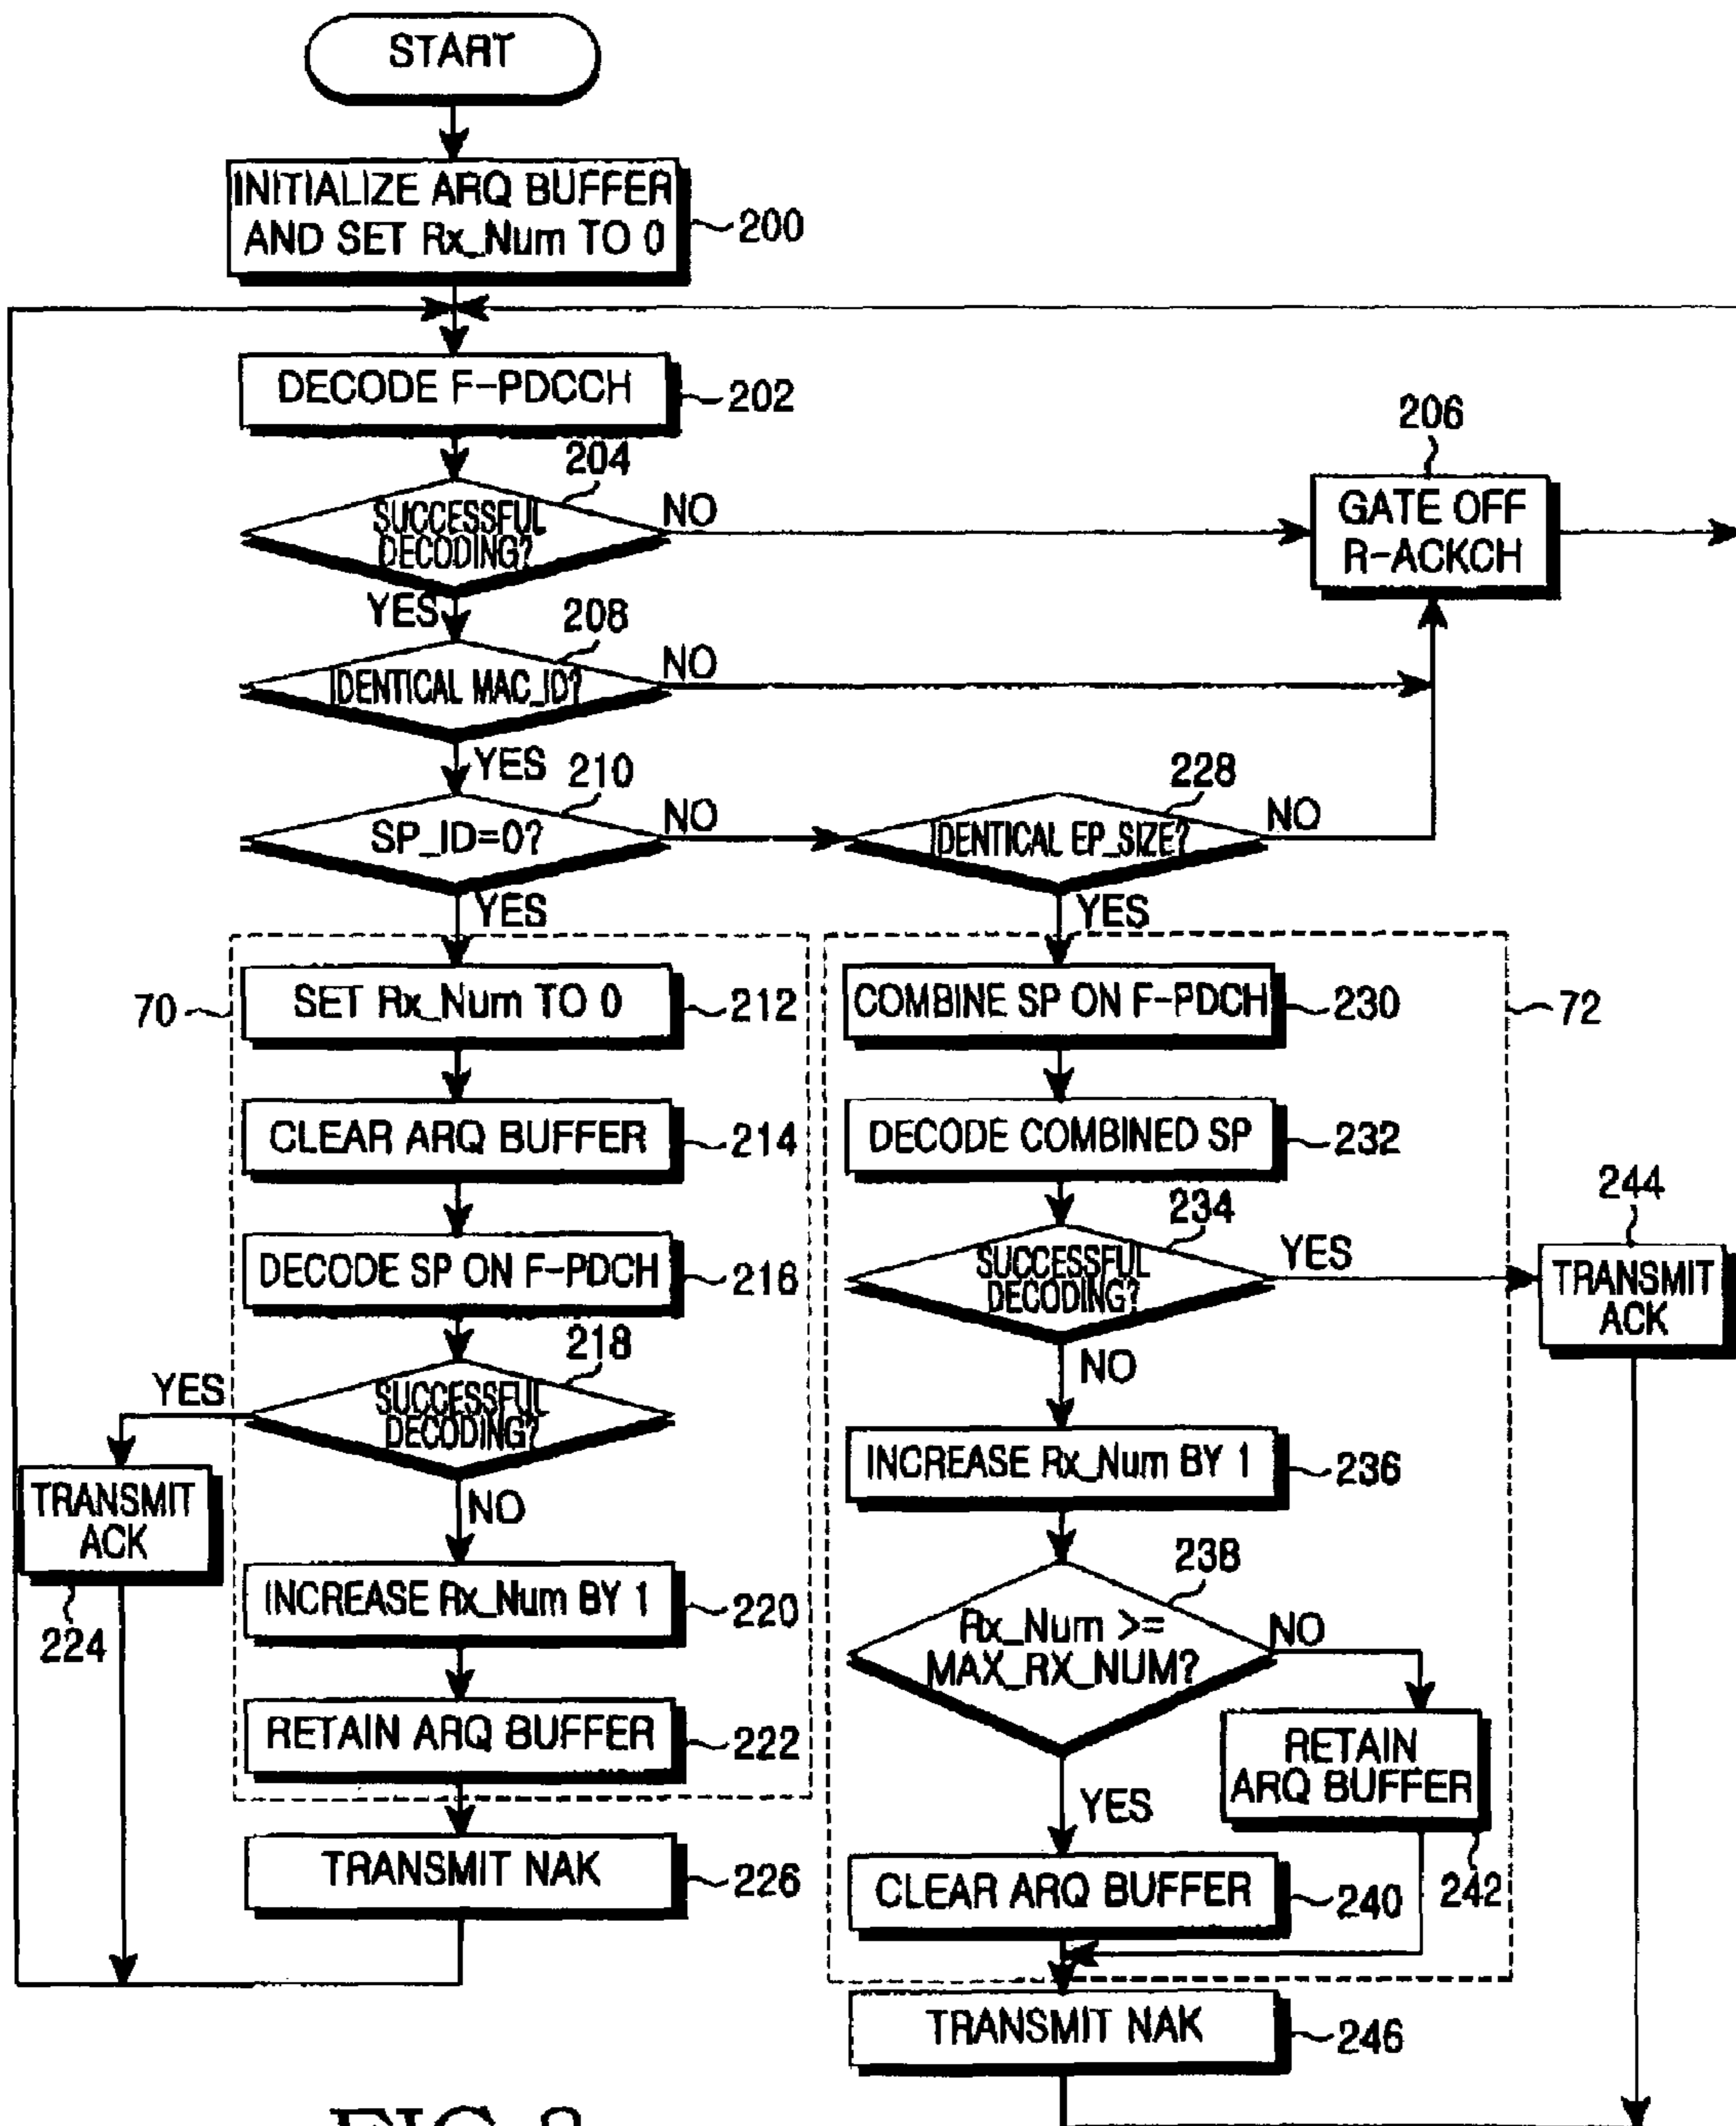 START
INITIALIZE ARQ BUFFER
AND SET Rx_Num TO 0
200
DECODE F-PDCCH
202
204
SUCCESSFUL
DECODING?
NO
YES
206
GATE OFF
R-ACKCH
208
IDENTICAL MAC_ID?
NO
YES
210
SP_ID=0?
NO
YES
228
IDENTICAL EP_SIZE?
NO
YES
70
SET Rx_Num TO 0
212
CLEAR ARQ BUFFER
214
DECODE SP ON F-PDCH
216
218
SUCCESSFUL
DECODING?
YES
NO
TRANSMIT
ACK
224
INCREASE Rx_Num BY 1
220
RETAIN ARQ BUFFER
222
TRANSMIT NAK
226
72
COMBINE SP ON F-PDCH
230
DECODE COMBINED SP
232
234
SUCCESSFUL
DECODING?
YES
NO
244
TRANSMIT
ACK
INCREASE Rx_Num BY 1
236
238
Rx_Num >=
MAX_RX_NUM?
NO
YES
RETAIN
ARQ BUFFER
242
CLEAR ARQ BUFFER
240
TRANSMIT NAK
246